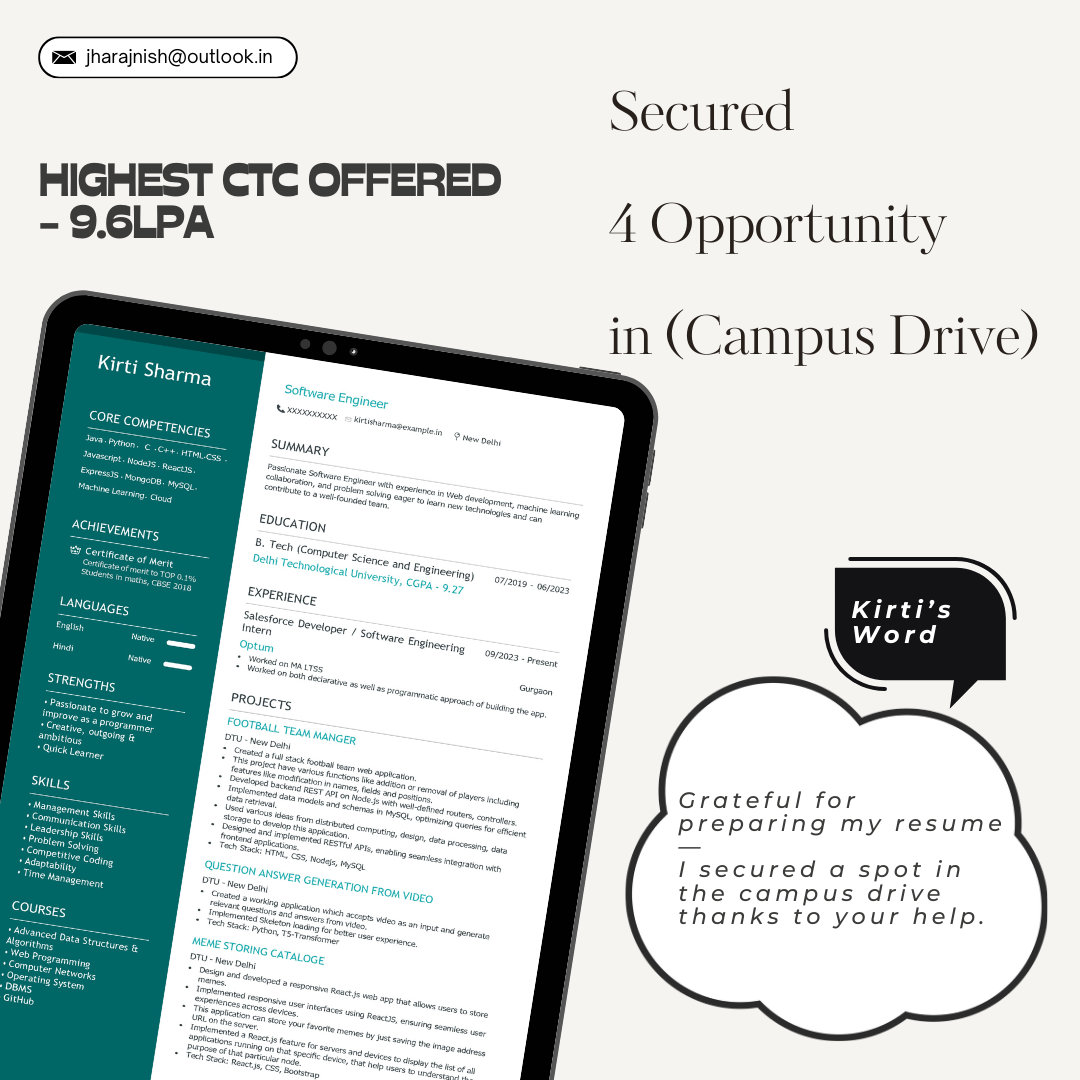 jharajnish@outlook.in
HIGHEST CTC OFFERED
- 9.6LPA
Secured
4 Opportunity
in (Campus Drive)
Kirti Sharma
CORE COMPETENCIES
Java · Python · C · C++ · HTML-CSS ·
Javascript · NodeJS · ReactJS ·
ExpressJS · MongoDB · MySQL·
Machine Learning· Cloud
ACHIEVEMENTS
Certificate of Merit
Certificate of merit to TOP 0.1%
Students in maths, CBSE 2018
LANGUAGES
English Native
Hindi Native
STRENGTHS
• Passionate to grow and
improve as a programmer
• Creative, outgoing &
ambitious
• Quick Learner
SKILLS
• Management Skills
• Communication Skills
• Leadership Skills
• Problem Solving
• Competitive Coding
• Adaptability
• Time Management
COURSES
• Advanced Data Structures &
Algorithms
• Web Programming
• Computer Networks
• Operating System
• DBMS
GitHub
Software Engineer
XXXXXXXXXX kirtisharma@example.in New Delhi
SUMMARY
Passionate Software Engineer with experience in Web development, machine learning
collaboration, and problem solving eager to learn new technologies and can
contribute to a well-founded team.
EDUCATION
B. Tech (Computer Science and Engineering) 07/2019 - 06/2023
Delhi Technological University, CGPA - 9.27
EXPERIENCE
Salesforce Developer / Software Engineering 09/2023 - Present
Intern
Optum Gurgaon
• Worked on MA LTSS
• Worked on both declarative as well as programmatic approach of building the app.
PROJECTS
FOOTBALL TEAM MANGER
DTU - New Delhi
• Created a full stack football team web application.
• This project have various functions like addition or removal of players including
features like modification in names, fields and positions.
• Developed backend REST API on Node.js with well-defined routers, controllers.
• Implemented data models and schemas in MySQL, optimizing queries for efficient
data retrieval.
• Used various ideas from distributed computing, design, data processing, data
storage to develop this application.
• Designed and implemented RESTful APIs, enabling seamless integration with
frontend applications.
• Tech Stack: HTML, CSS, Nodejs, MySQL
QUESTION ANSWER GENERATION FROM VIDEO
DTU - New Delhi
• Created a working application which accepts video as an input and generate
relevant questions and answers from video.
• Implemented Skeleton loading for better user experience.
• Tech Stack: Python, T5-Transformer
MEME STORING CATALOGE
DTU - New Delhi
• Design and developed a responsive React.js web app that allows users to store
memes.
• Implemented responsive user interfaces using ReactJS, ensuring seamless user
experiences across devices.
• This application can store your favorite memes by just saving the image address
URL on the server.
• Implemented a React.js feature for servers and devices to display the list of all
applications running on that specific device, that help users to understand the
purpose of that particular node.
• Tech Stack: React.js, CSS, Bootstrap
Kirti's
Word
Grateful for
preparing my resume
—
I secured a spot in
the campus drive
thanks to your help.